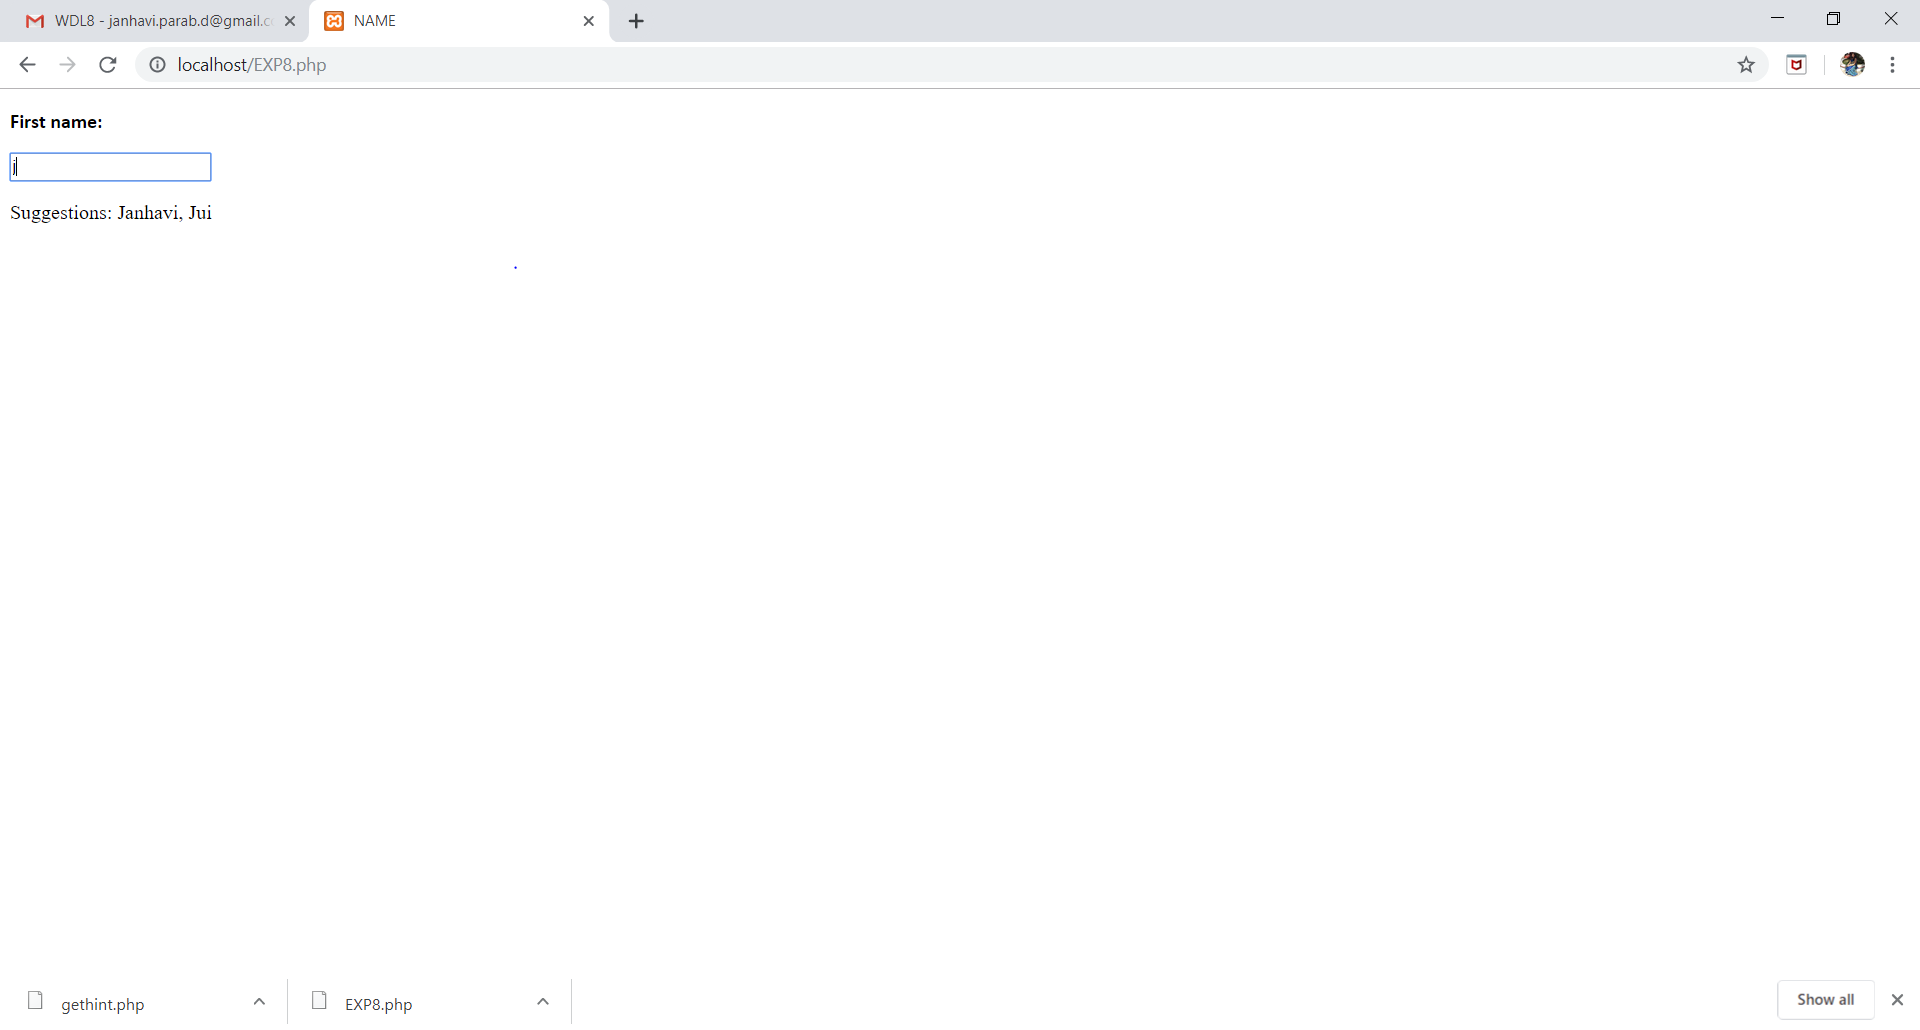 WDL8 - janhavi.parab.d@gmail.c
NAME
localhost/EXP8.php
First name:
j
Suggestions: Janhavi, Jui
gethint.php
EXP8.php
Show all